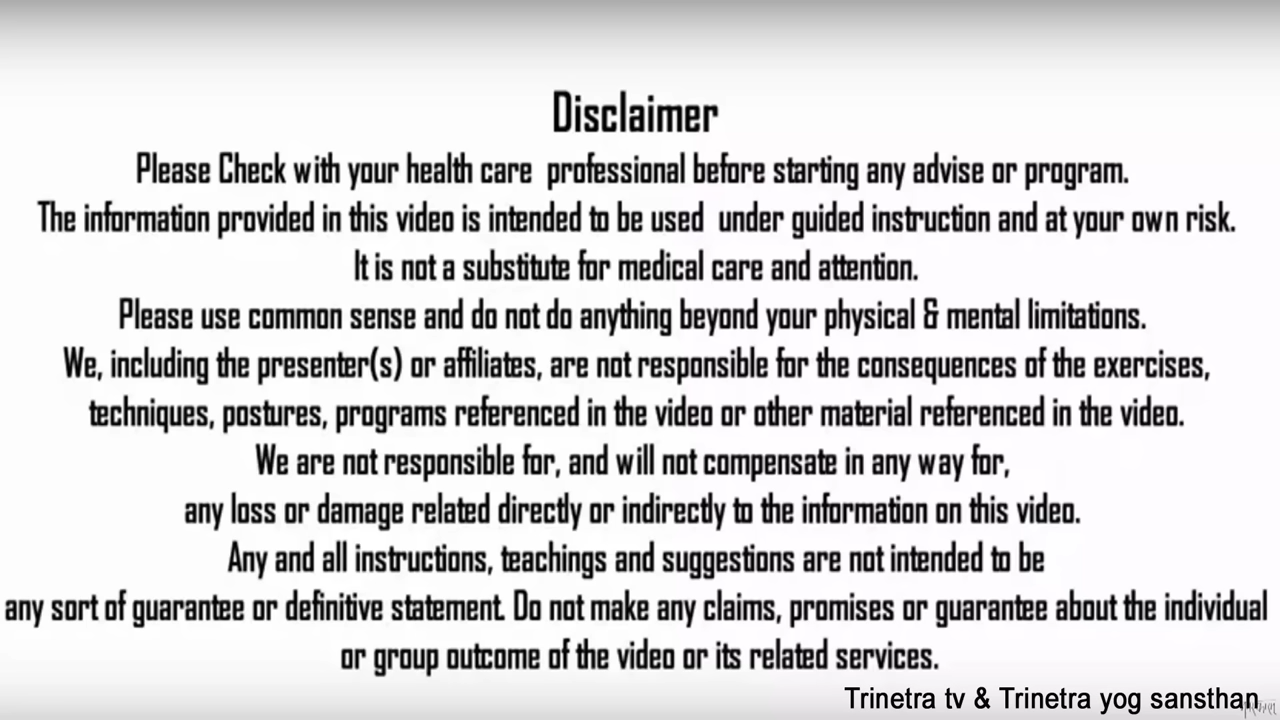 Disclaimer
Please Check with your health care professional before starting any advise or program.
The information provided in this video is intended to be used under guided instruction and at your own risk.
It is not a substitute for medical care and attention.
Please use common sense and do not do anything beyond your physical & mental limitations.
We, including the presenter(s) or affiliates, are not responsible for the consequences of the exercises,
techniques, postures, programs referenced in the video or other material referenced in the video.
We are not responsible for, and will not compensate in any way for,
any loss or damage related directly or indirectly to the information on this video.
Any and all instructions, teachings and suggestions are not intended to be
any sort of guarantee or definitive statement. Do not make any claims, promises or guarantee about the individual
or group outcome of the video or its related services.
Trinetra tv & Trinetra yog sansthan